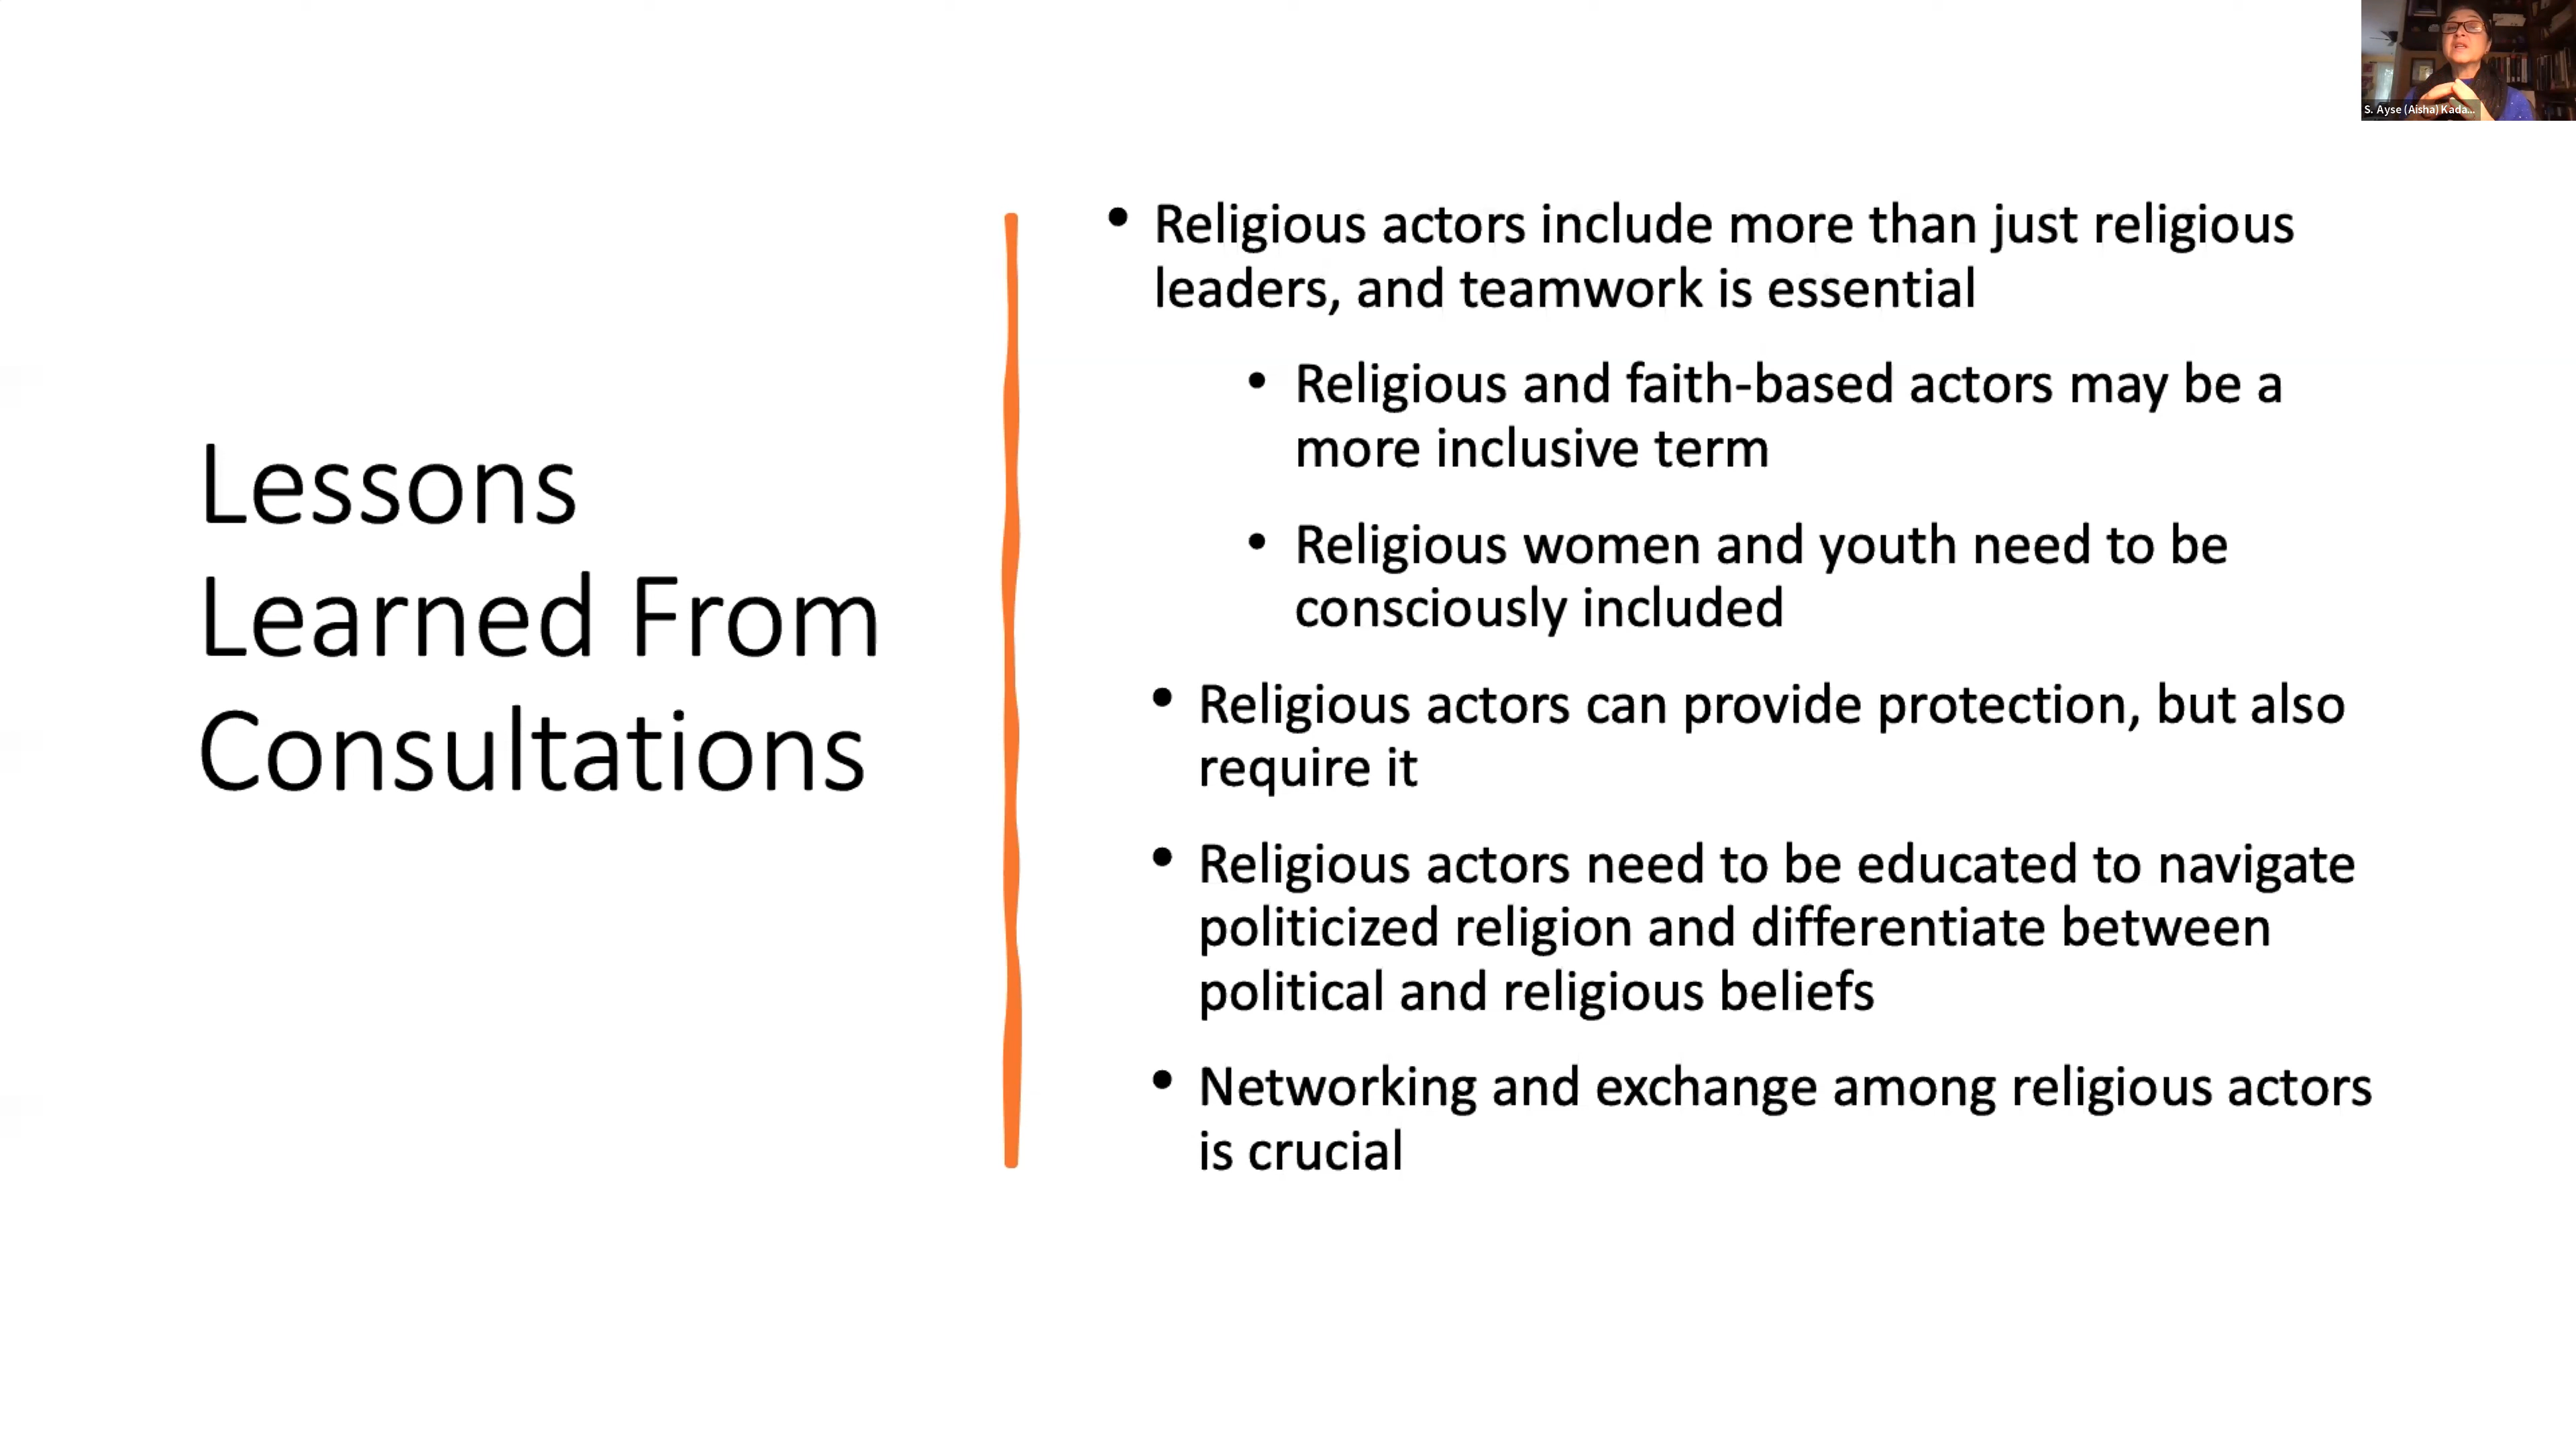 S. Ayse (Aisha) Kada...
Lessons
Learned From
Consultations
• Religious actors include more than just religious
leaders, and teamwork is essential
• Religious and faith-based actors may be a
more inclusive term
• Religious women and youth need to be
consciously included
• Religious actors can provide protection, but also
require it
• Religious actors need to be educated to navigate
politicized religion and differentiate between
political and religious beliefs
• Networking and exchange among religious actors
is crucial